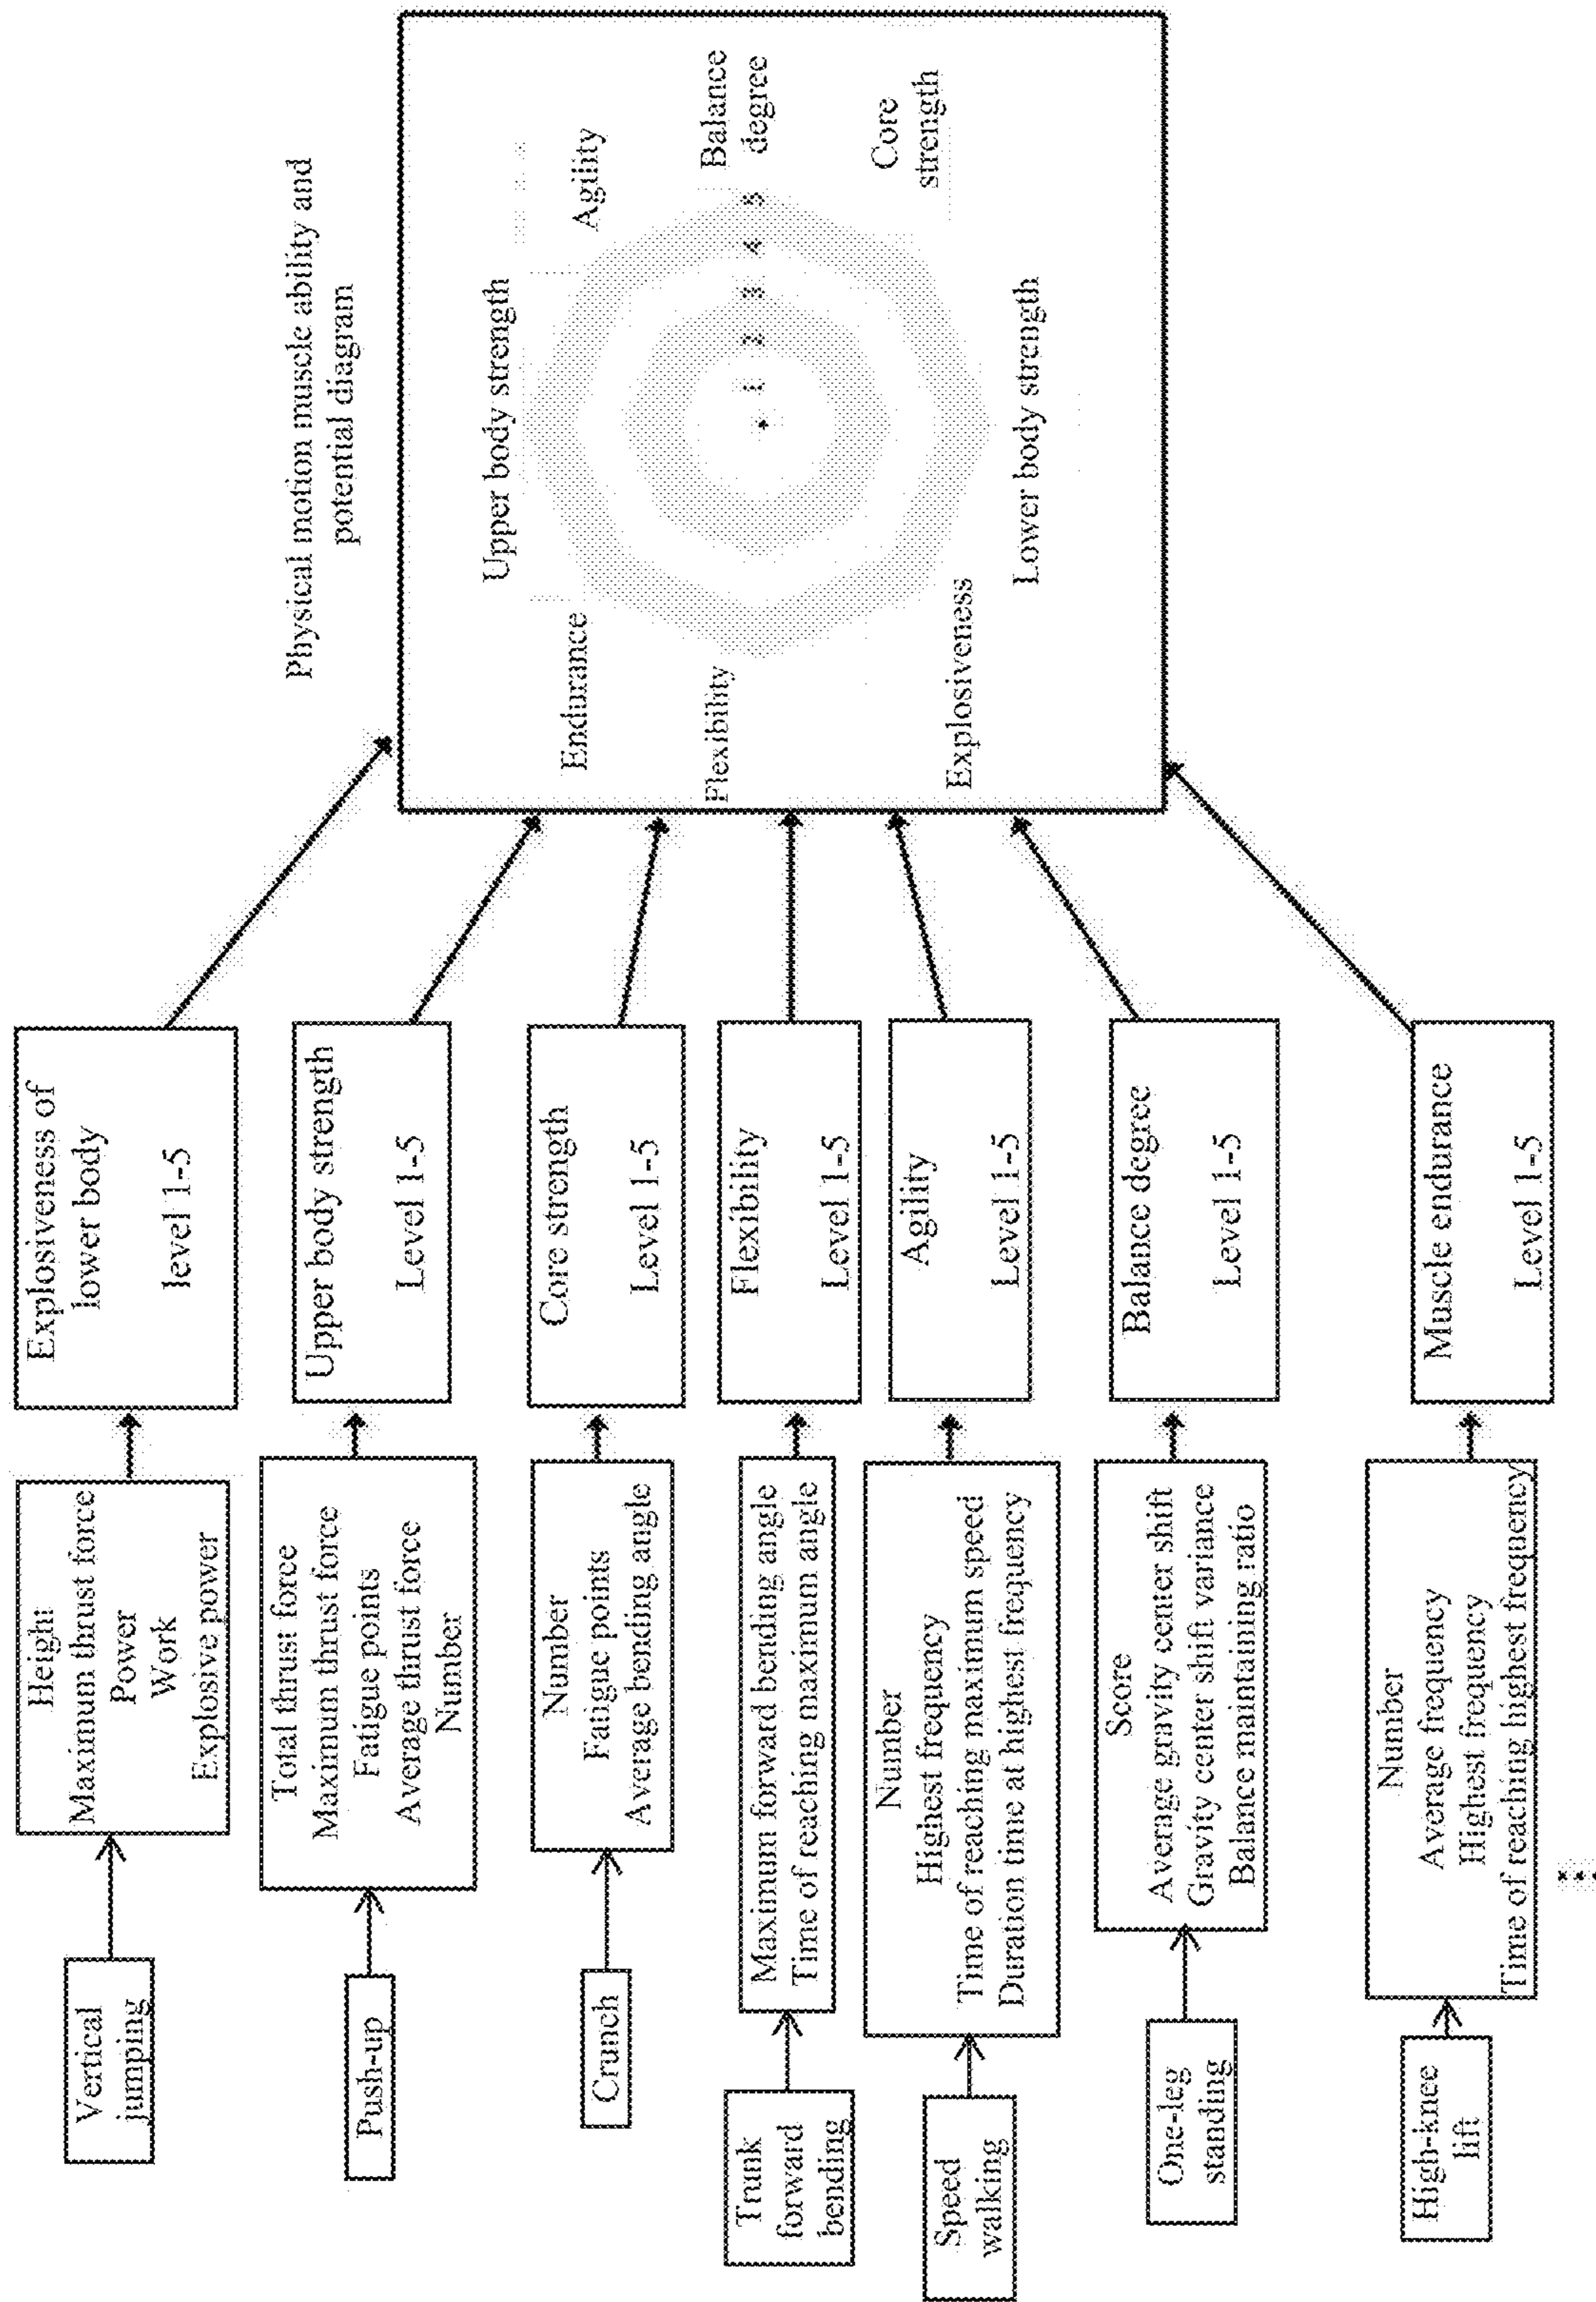 Vertical
jumping
Height
Maximum thrust force
Power
Work
Explosive power
Explosiveness of
lower body
level 1-5
Push-up
Total thrust force
Maximum thrust force
Fatigue points
Average thrust force
Number
Upper body strength
Level 1-5
Crunch
Number
Fatigue points
Average bending angle
Core strength
Level 1-5
Trunk
forward
bending
Maximum forward bending angle
Time of reaching maximum angle
Flexibility
Level 1-5
Speed
walking
Number
Highest frequency
Time of reaching maximum speed
Duration time at highest frequency
Agility
Level 1-5
One-leg
standing
Score
Average gravity center shift
Gravity center shift variance
Balance maintaining ratio
Balance degree
Level 1-5
High-knee
lift
Number
Average frequency
Highest frequency
Time of reaching highest frequency
Muscle endurance
Level 1-5
Physical motion muscle ability and
potential diagram
Upper body strength
Endurance
Agility
Flexibility
Balance
degree
1 2 3 4 5
Explosiveness
Core
strength
Lower body strength